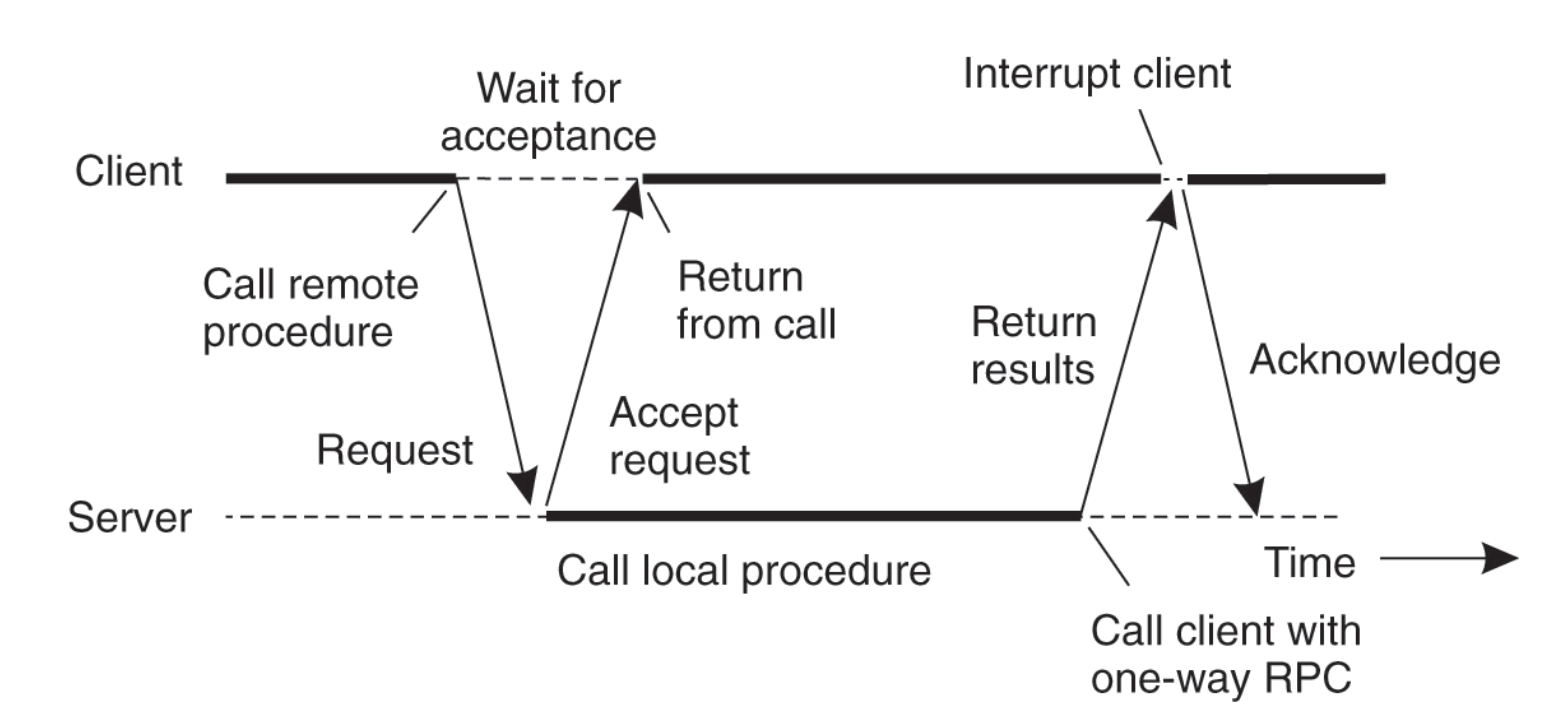 Interrupt client
Wait for
acceptance
Client
Call remote
procedure
Return
from call
Return
results
Acknowledge
Accept
request
Request
Server
Call local procedure
Time
Call client with
one-way RPC